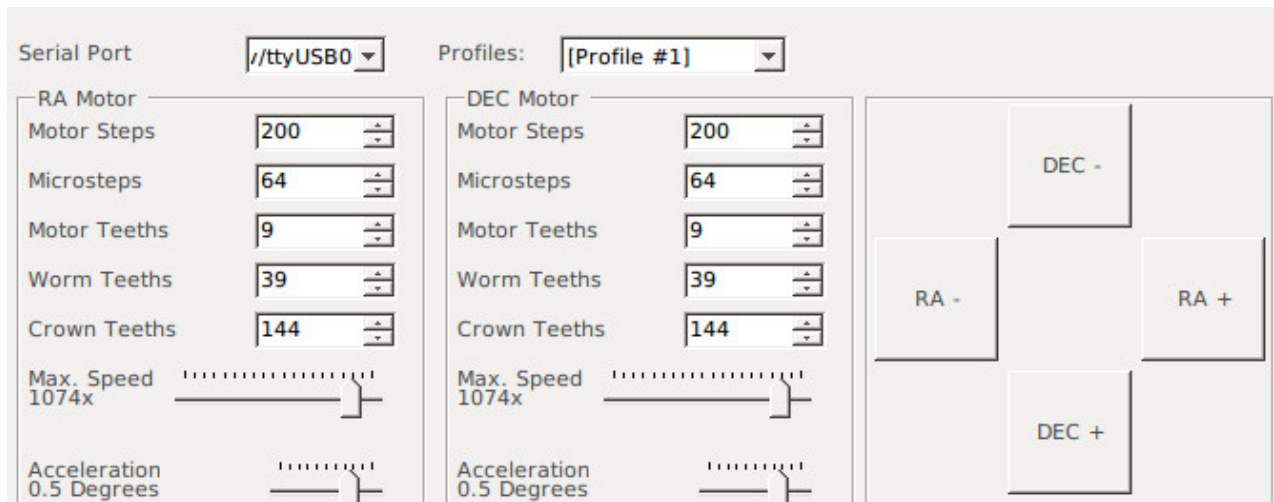 Serial Port //ttyUSB0 Profiles: [Profile #1]
RA Motor
Motor Steps 200
Microsteps 64
Motor Teeths 9
Worm Teeths 39
Crown Teeths 144
Max. Speed
1074x
Acceleration
0.5 Degrees
DEC Motor
Motor Steps 200
Microsteps 64
Motor Teeths 9
Worm Teeths 39
Crown Teeths 144
Max. Speed
1074x
Acceleration
0.5 Degrees
DEC -
RA - RA +
DEC +